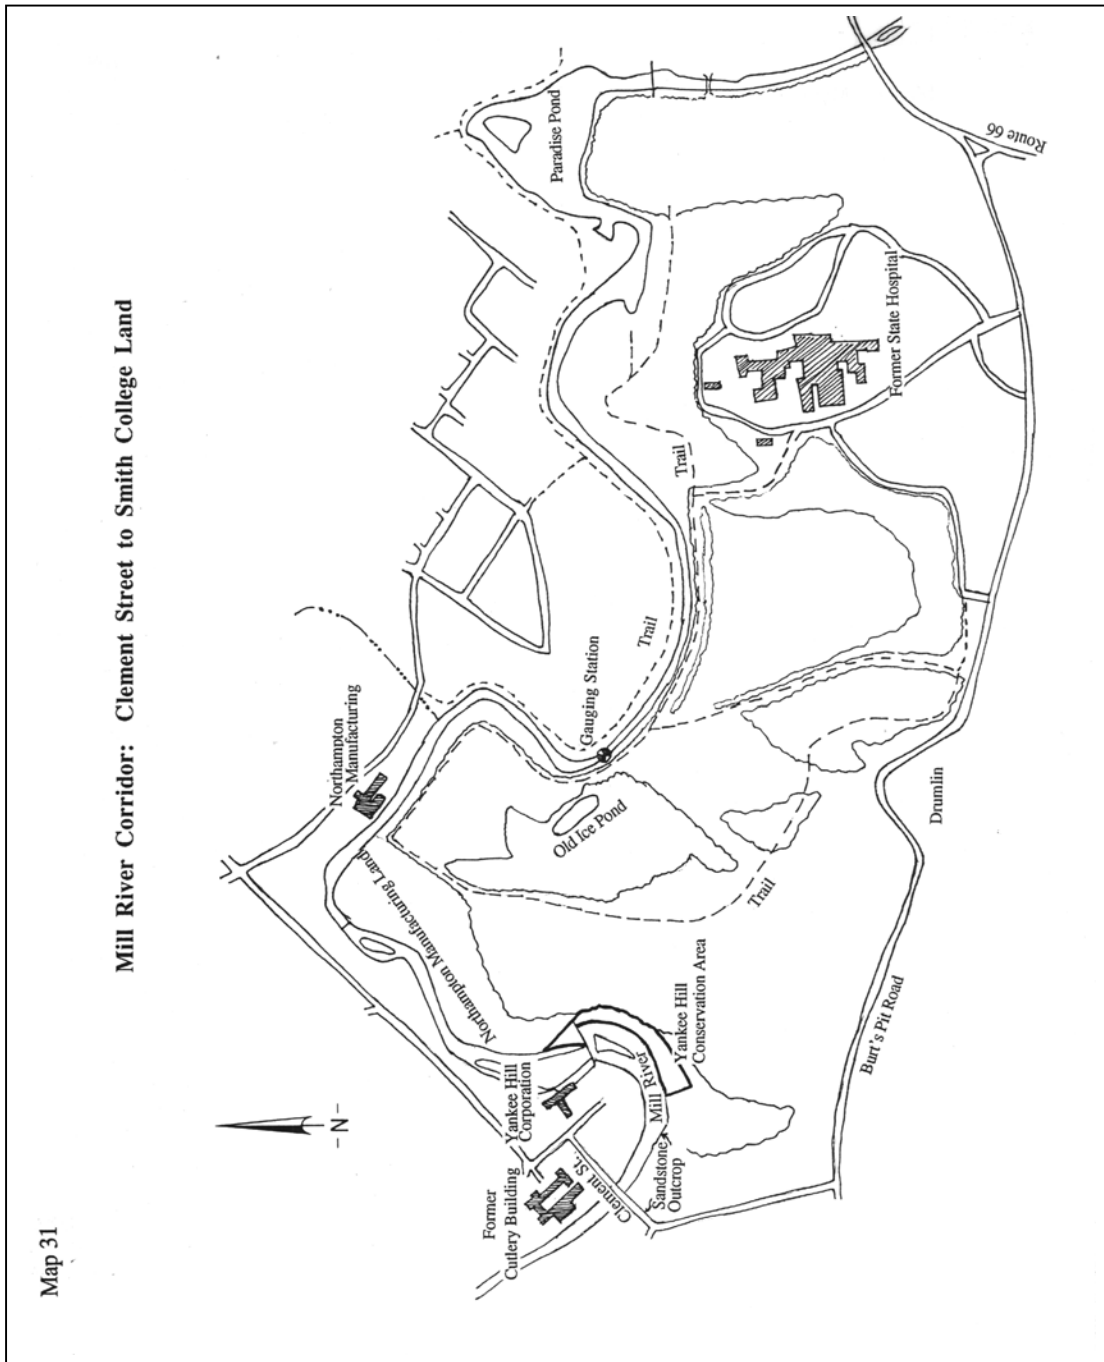 Map 31
Mill River Corridor: Clement Street to Smith College Land
-N-
Former
Cutlery Building
Yankee Hill
Corporation
Clement St.
Sandstone
Outcrop
Mill River
Yankee Hill
Conservation Area
Northampton Manufacturing Land
Northampton
Manufacturing
Old Ice Pond
Gauging Station
Trail
Trail
Trail
Burt's Pit Road
Drumlin
Former State Hospital
Paradise Pond
Route 66